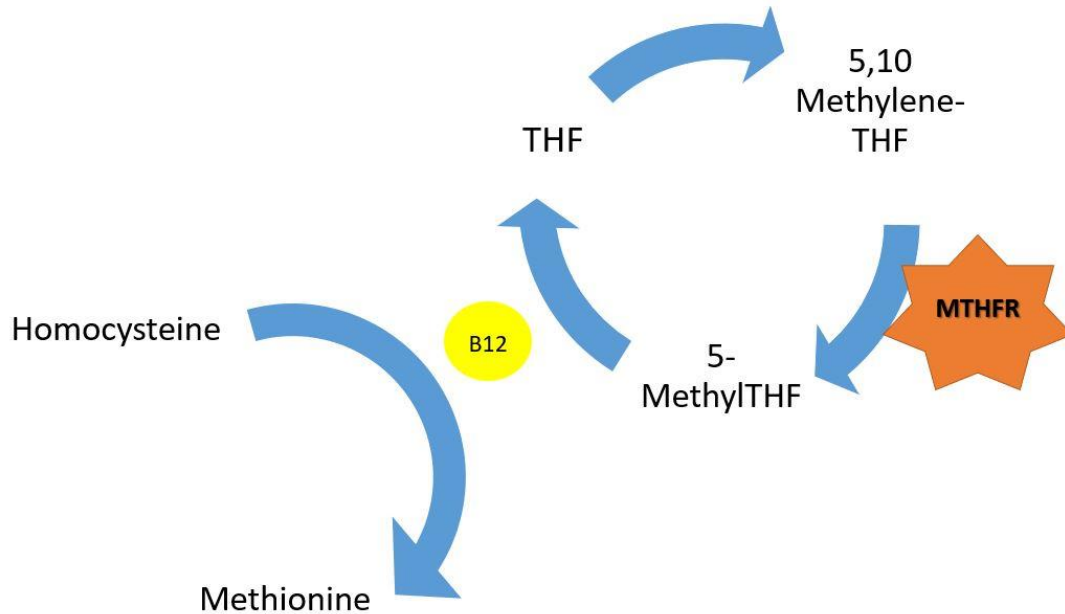 5,10
Methylene-
THF
THF
MTHFR
Homocysteine
B12
5-
MethylTHF
Methionine